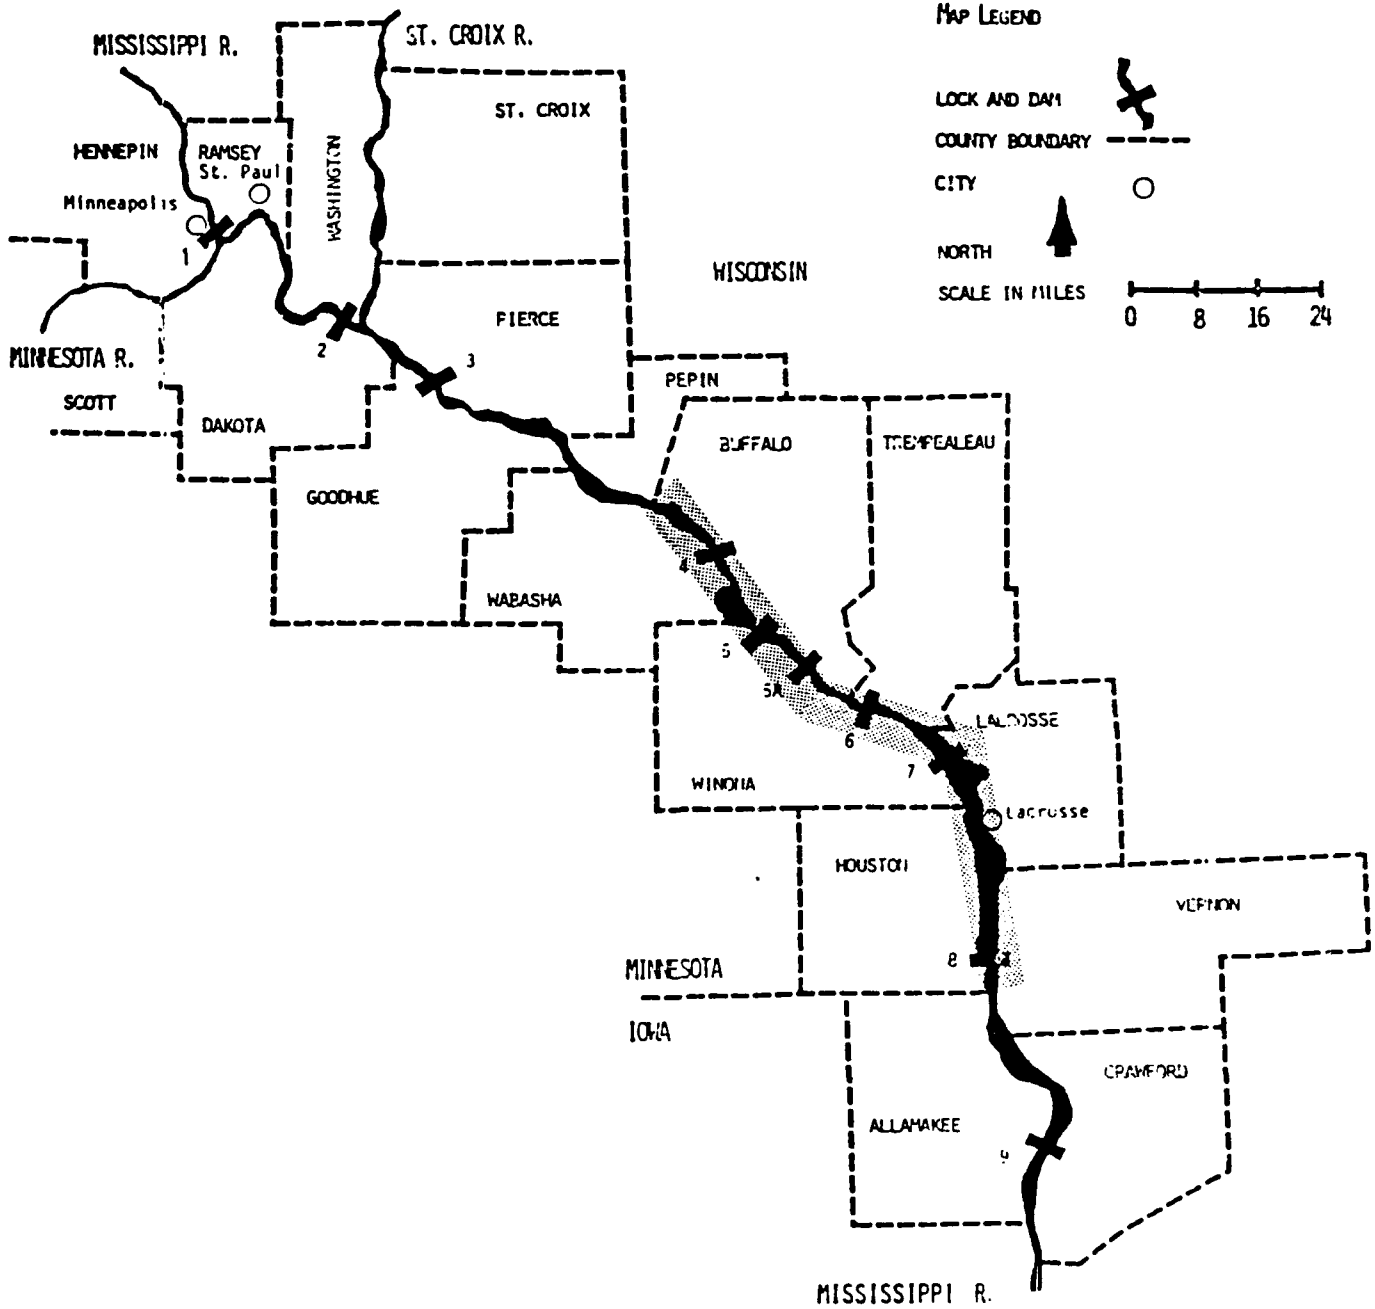 MAP LEGEND
MISSISSIPPI R.
ST. CROIX R.
LOCK AND DAM
ST. CROIX
COUNTY BOUNDARY
HENNEPIN
RAMSEY
St. Paul
WASHINGTON
CITY
Minneapolis
1
NORTH
WISCONSIN
SCALE IN MILES
0 8 16 24
PIERCE
2
3
MINNESOTA R.
PEPIN
SCOTT
DAKOTA
BUFFALO
TREMPEALEAU
GOODHUE
4
WABASHA
5
5A
6
LACROSSE
7
WINONA
Lacrosse
HOUSTON
VERNON
8
MINNESOTA
IOWA
CRAWFORD
ALLAMAKEE
9
MISSISSIPPI R.